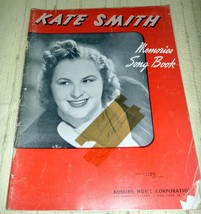 KATE SMITH
Memories
Song Book
ROBBINS MUSIC CORPORATION